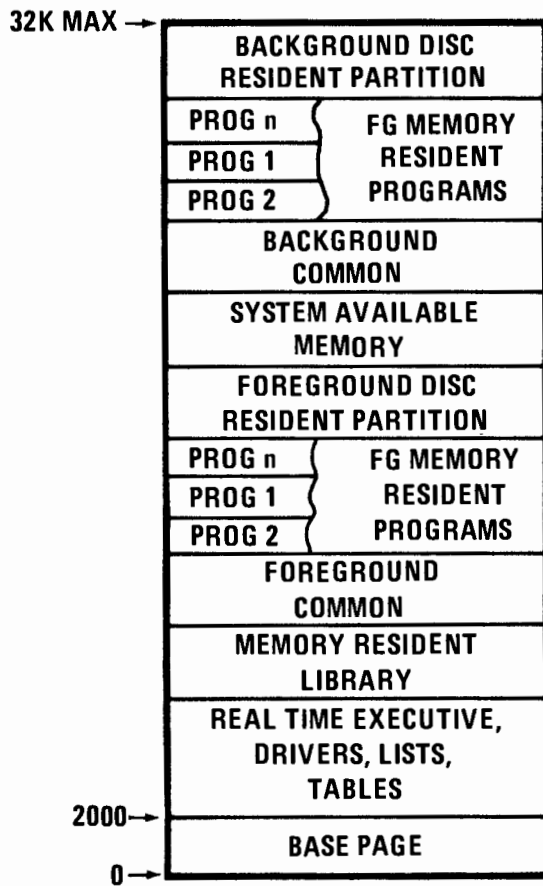 32K MAX →
BACKGROUND DISC
RESIDENT PARTITION
PROG n
PROG 1
PROG 2
FG MEMORY
RESIDENT
PROGRAMS
BACKGROUND
COMMON
SYSTEM AVAILABLE
MEMORY
FOREGROUND DISC
RESIDENT PARTITION
PROG n
PROG 1
PROG 2
FG MEMORY
RESIDENT
PROGRAMS
FOREGROUND
COMMON
MEMORY RESIDENT
LIBRARY
REAL TIME EXECUTIVE,
DRIVERS, LISTS,
TABLES
2000→
BASE PAGE
0→